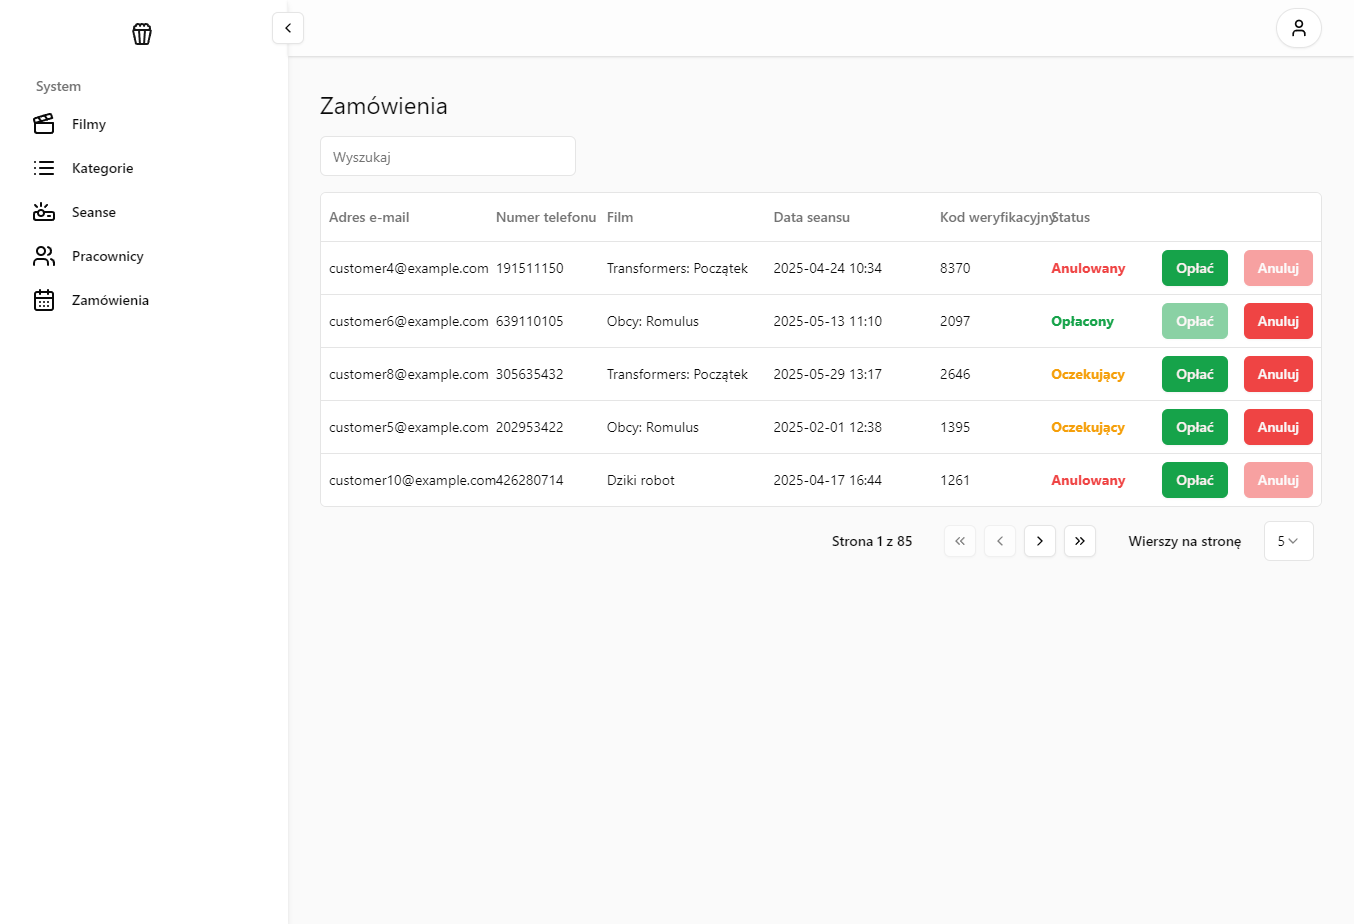 System
Filmy
Kategorie
Seanse
Pracownicy
Zamówienia
Zamówienia
Wyszukaj
Adres e-mail Numer telefonu Film Data seansu Kod weryfikacyjny Status
customer4@example.com 191511150 Transformers: Początek 2025-04-24 10:34 8370 Anulowany Opłać Anuluj
customer6@example.com 639110105 Obcy: Romulus 2025-05-13 11:10 2097 Opłacony Opłać Anuluj
customer8@example.com 305635432 Transformers: Początek 2025-05-29 13:17 2646 Oczekujący Opłać Anuluj
customer5@example.com 202953422 Obcy: Romulus 2025-02-01 12:38 1395 Oczekujący Opłać Anuluj
customer10@example.com 426280714 Dziki robot 2025-04-17 16:44 1261 Anulowany Opłać Anuluj
Strona 1 z 85 Wierszy na stronę 5